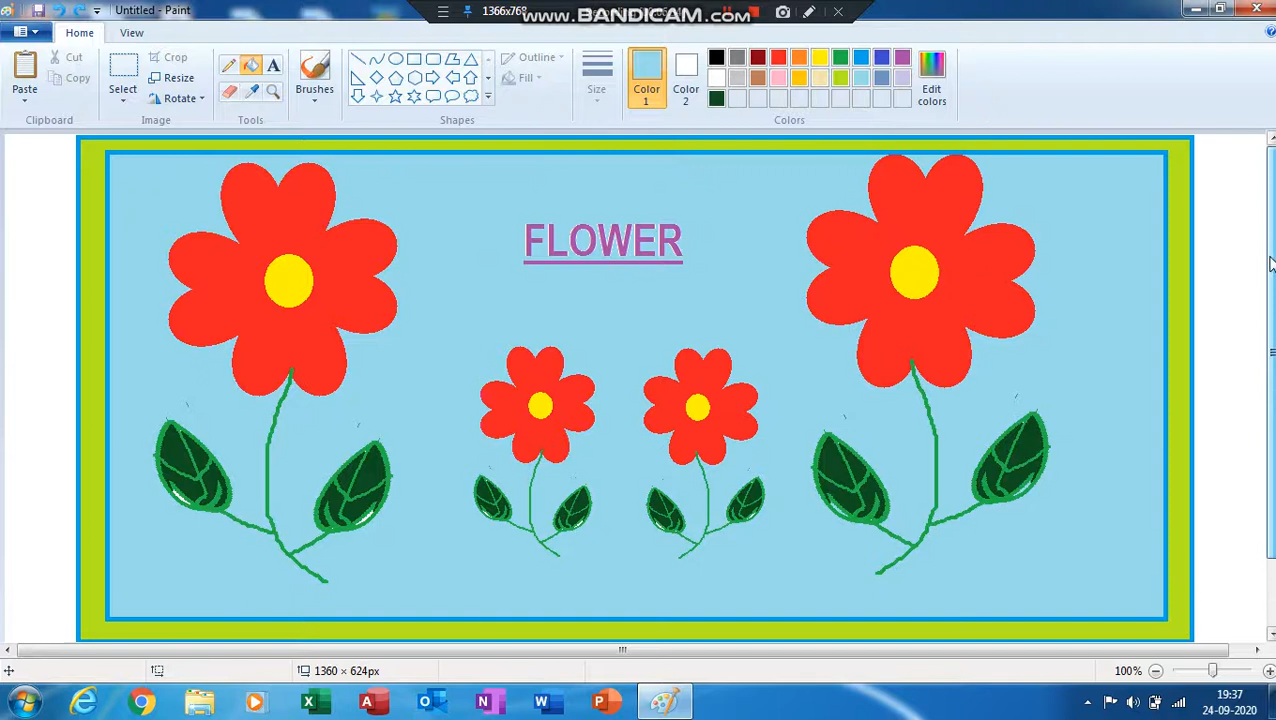 Untitled - Paint
1366x768
www.BANDICAM.com
Home
View
Paste
Cut
Copy
Clipboard
Select
Crop
Resize
Rotate
Image
A
Tools
Brushes
Outline
Fill
Shapes
Size
Color
1
Color
2
Edit
colors
Colors
FLOWER
1360 × 624px
100%
19:37
24-09-2020